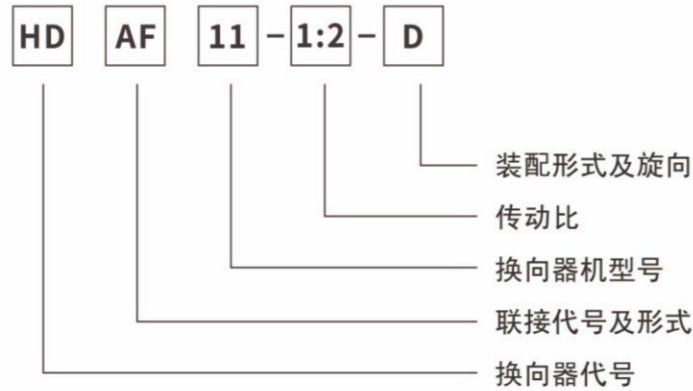 HD AF 11-1:2-D
装配形式及旋向
传动比
换向器机型号
联接代号及形式
换向器代号